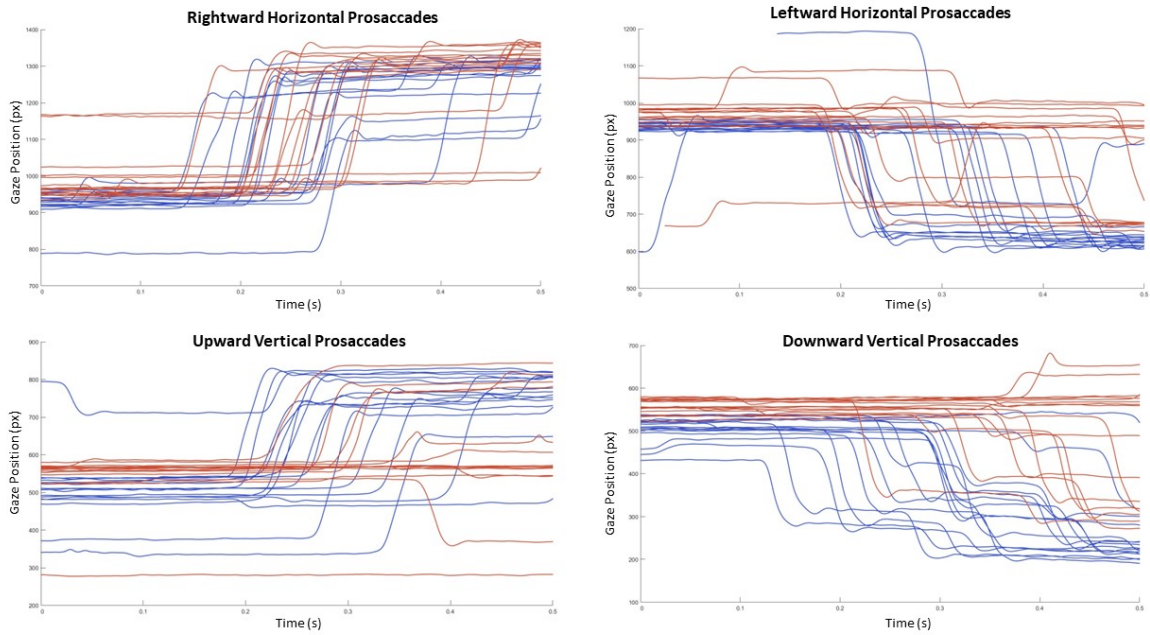 Rightward Horizontal Prosaccades
Gaze Position (px)
1400
1300
1200
1100
1000
900
800
700
0 0.1 0.2 0.3 0.4 0.5
Time (s)
Leftward Horizontal Prosaccades
Gaze Position (px)
1200
1100
1000
900
800
700
600
500
0 0.1 0.2 0.3 0.4 0.5
Time (s)
Upward Vertical Prosaccades
Gaze Position (px)
900
800
700
600
500
400
300
200
0 0.1 0.2 0.3 0.4 0.5
Time (s)
Downward Vertical Prosaccades
Gaze Position (px)
700
600
500
400
300
200
100
0 0.1 0.2 0.3 0.4 0.5
Time (s)